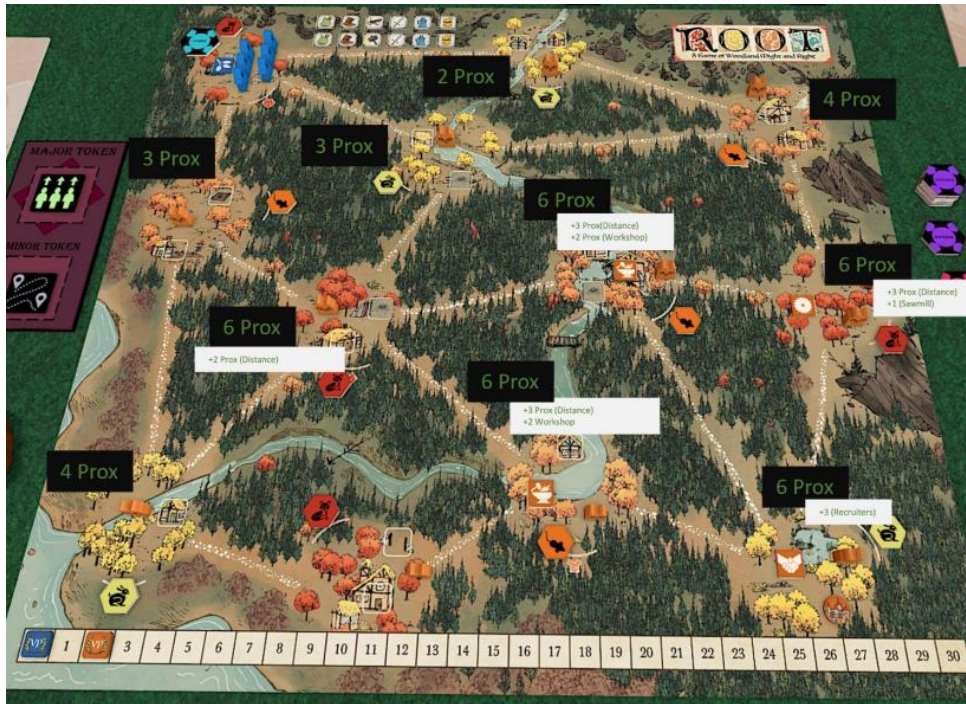 ROOT
A Game of Woodland Might and Right
2 Prox
4 Prox
3 Prox
3 Prox
MAJOR TOKEN
6 Prox
+3 Prox(Distance)
+2 Prox (Workshop)
MINOR TOKEN
6 Prox
+3 Prox (Distance)
+1 (Sawmill)
6 Prox
+2 Prox (Distance)
6 Prox
+3 Prox (Distance)
+2 Workshop
4 Prox
6 Prox
+3 (Recruiters)
VP 1 VP 3 4 5 6 7 8 9 10 11 12 13 14 15 16 17 18 19 20 21 22 23 24 25 26 27 28 29 30